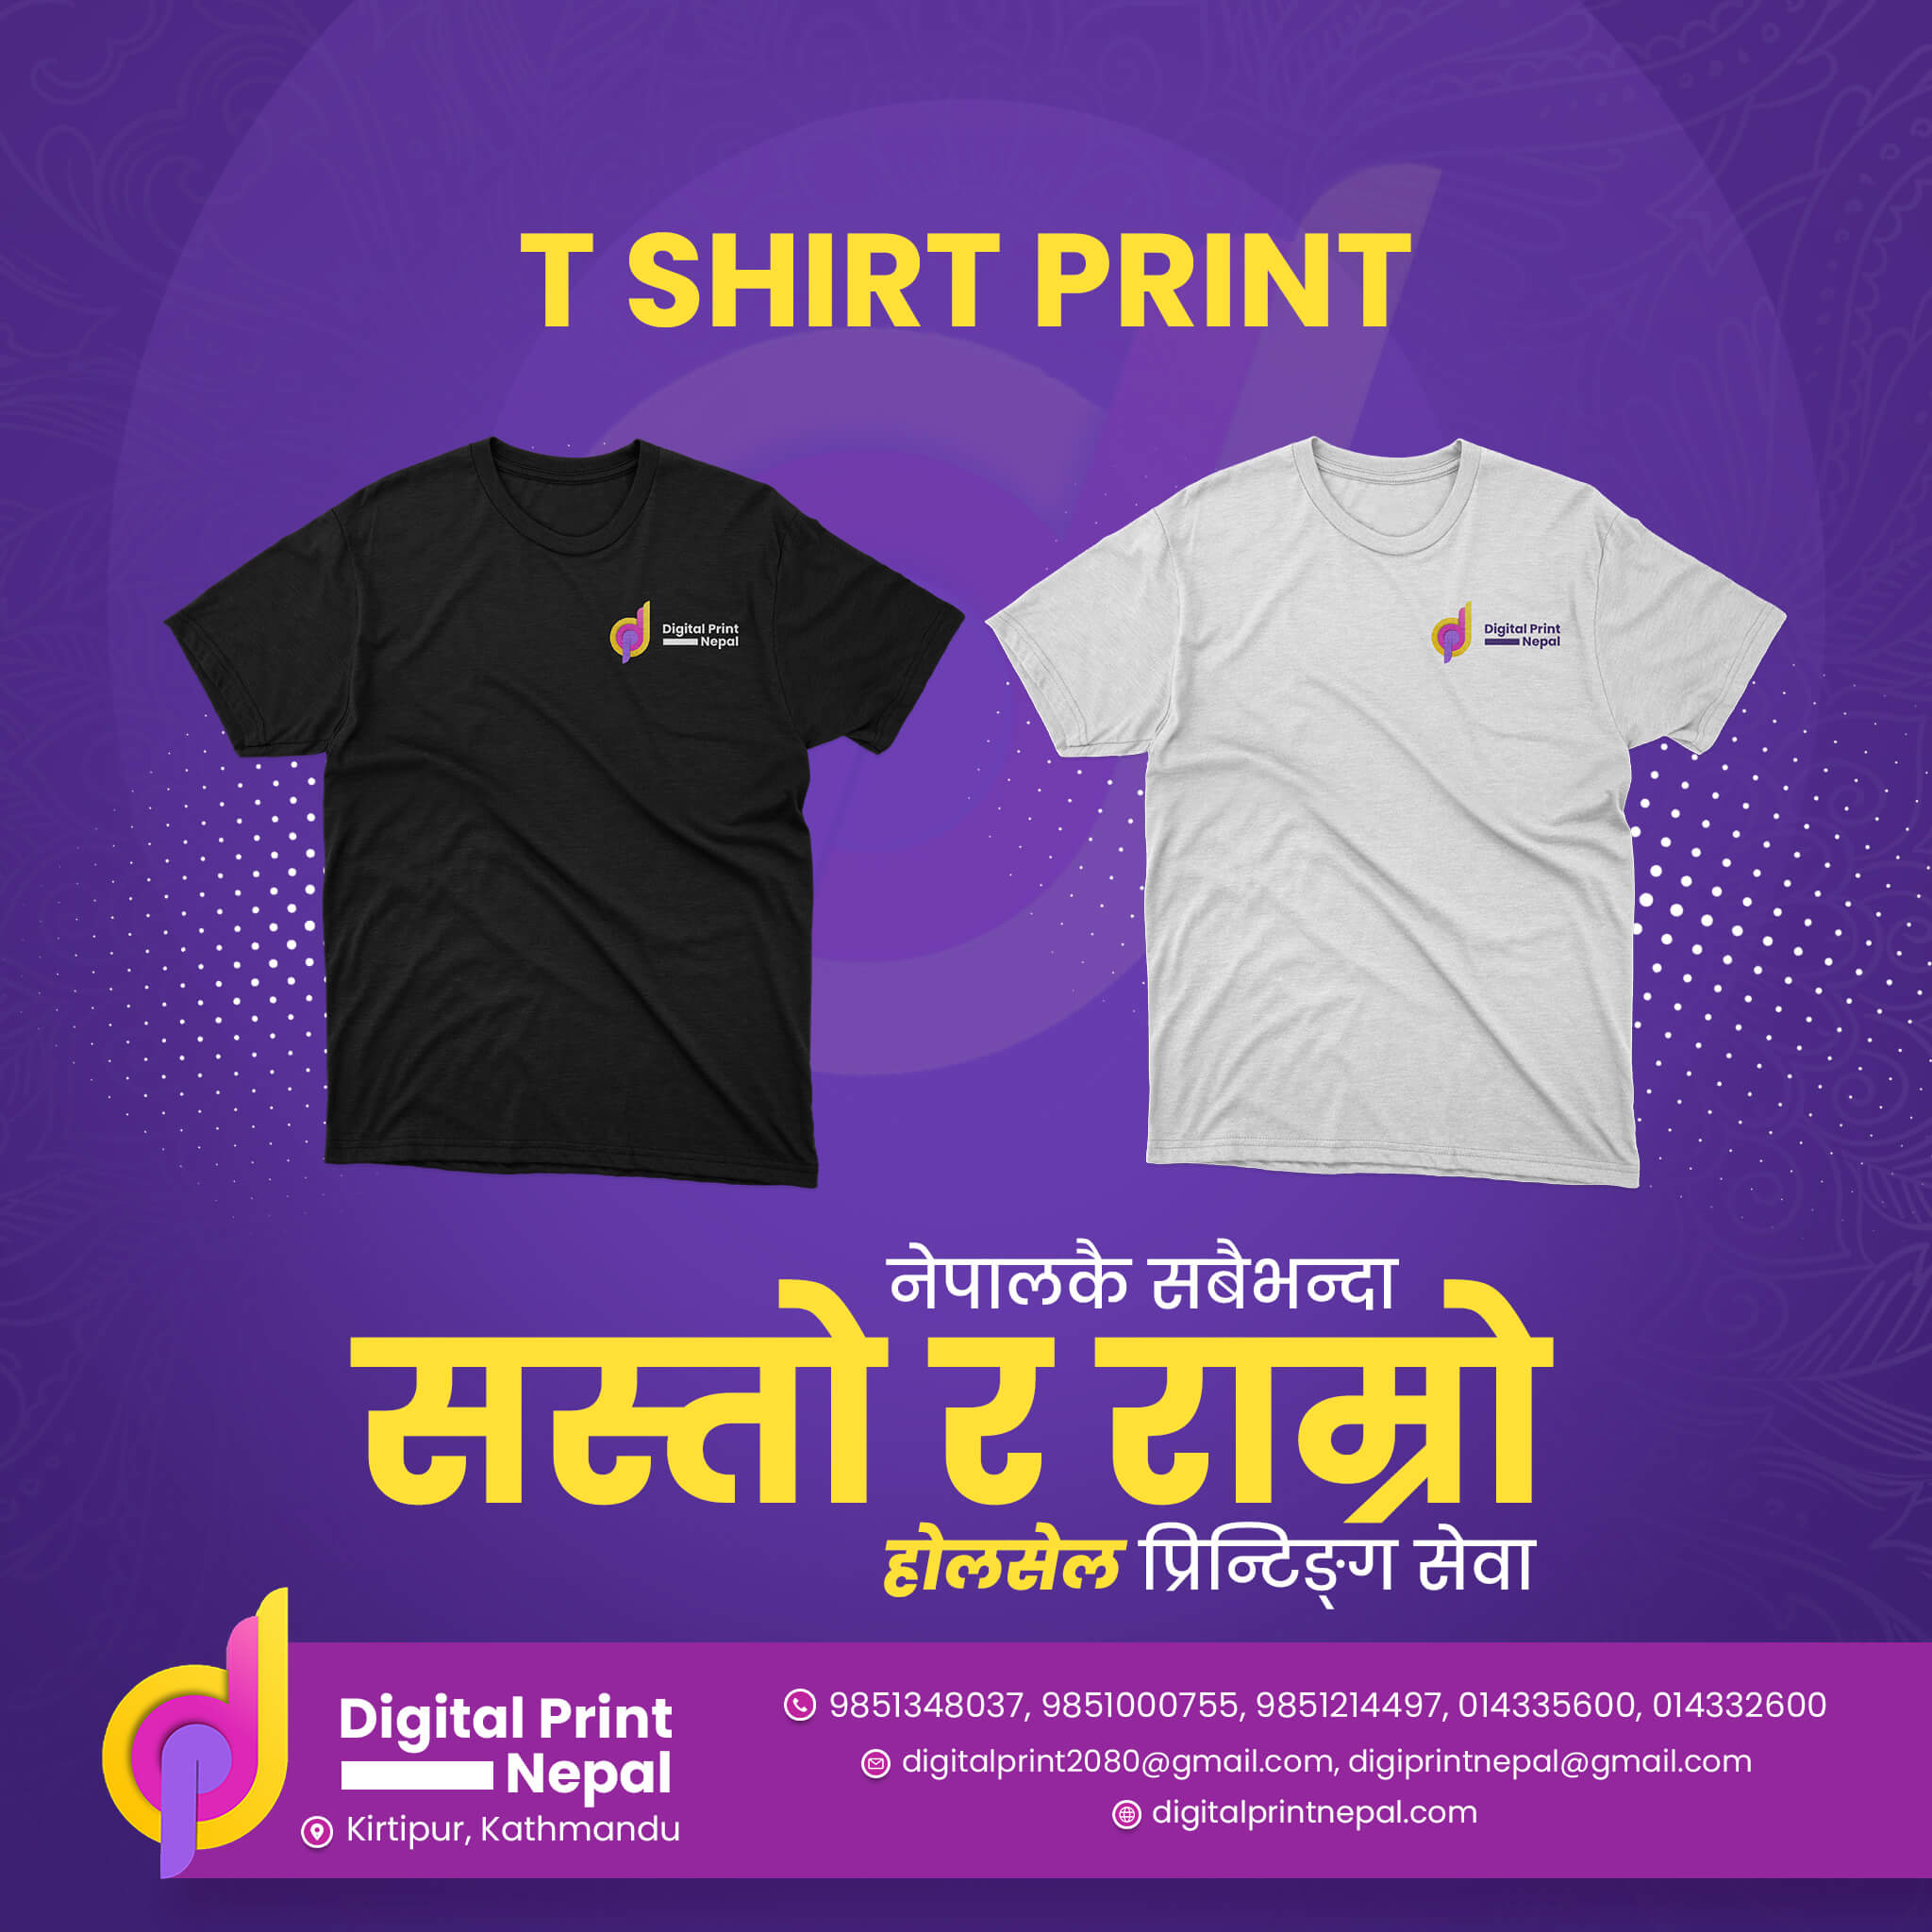 T SHIRT PRINT
Digital Print
Nepal
Digital Print
Nepal
नेपालकै सबैभन्दा
सस्तो र राम्रो
होलसेल प्रिन्टिङ्ग सेवा
Digital Print
Nepal
Kirtipur, Kathmandu
9851348037, 9851000755, 9851214497, 014335600, 014332600
digitalprint2080@gmail.com, digiprintnepal@gmail.com
digitalprintnepal.com